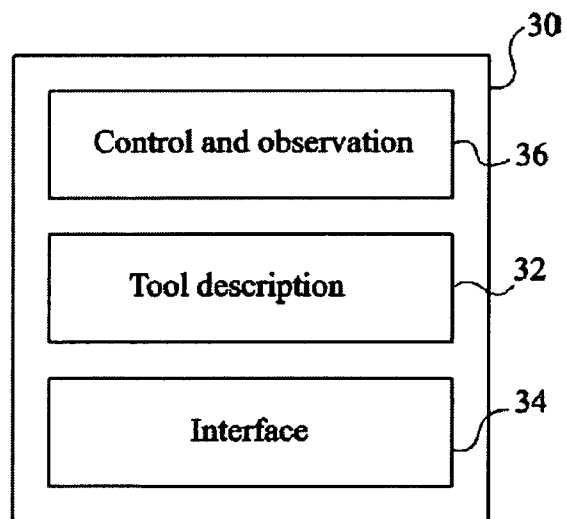 30
Control and observation
36
Tool description
32
Interface
34